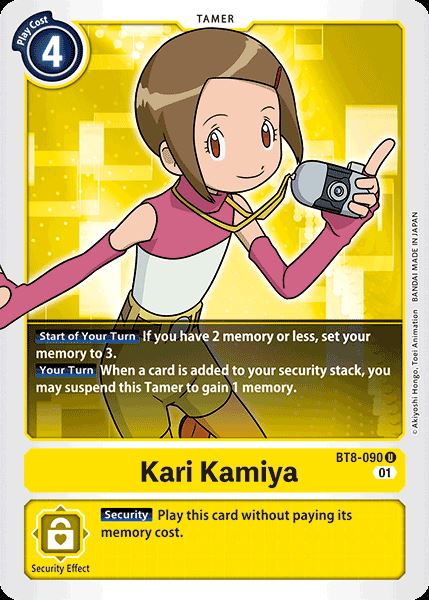 TAMER
Play Cost
4
Start of Your Turn If you have 2 memory or less, set your
memory to 3.
Your Turn When a card is added to your security stack, you
may suspend this Tamer to gain 1 memory.
©Akiyoshi Hongo, Toei Animation BANDAI MADE IN JAPAN
BT8-090 U
Kari Kamiya
01
Security Play this card without paying its
memory cost.
Security Effect